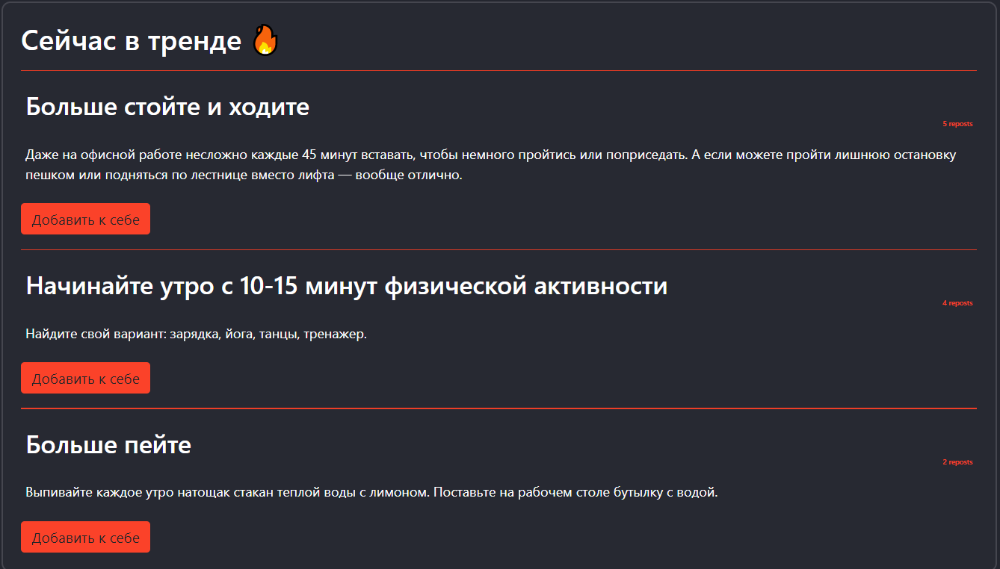 Сейчас в тренде 🔥
Больше стойте и ходите
5 reposts
Даже на офисной работе несложно каждые 45 минут вставать, чтобы немного пройтись или поприседать. А если можете пройти лишнюю остановку
пешком или подняться по лестнице вместо лифта — вообще отлично.
Добавить к себе
Начинайте утро с 10-15 минут физической активности
4 reposts
Найдите свой вариант: зарядка, йога, танцы, тренажер.
Добавить к себе
Больше пейте
2 reposts
Выпивайте каждое утро натощак стакан теплой воды с лимоном. Поставьте на рабочем столе бутылку с водой.
Добавить к себе